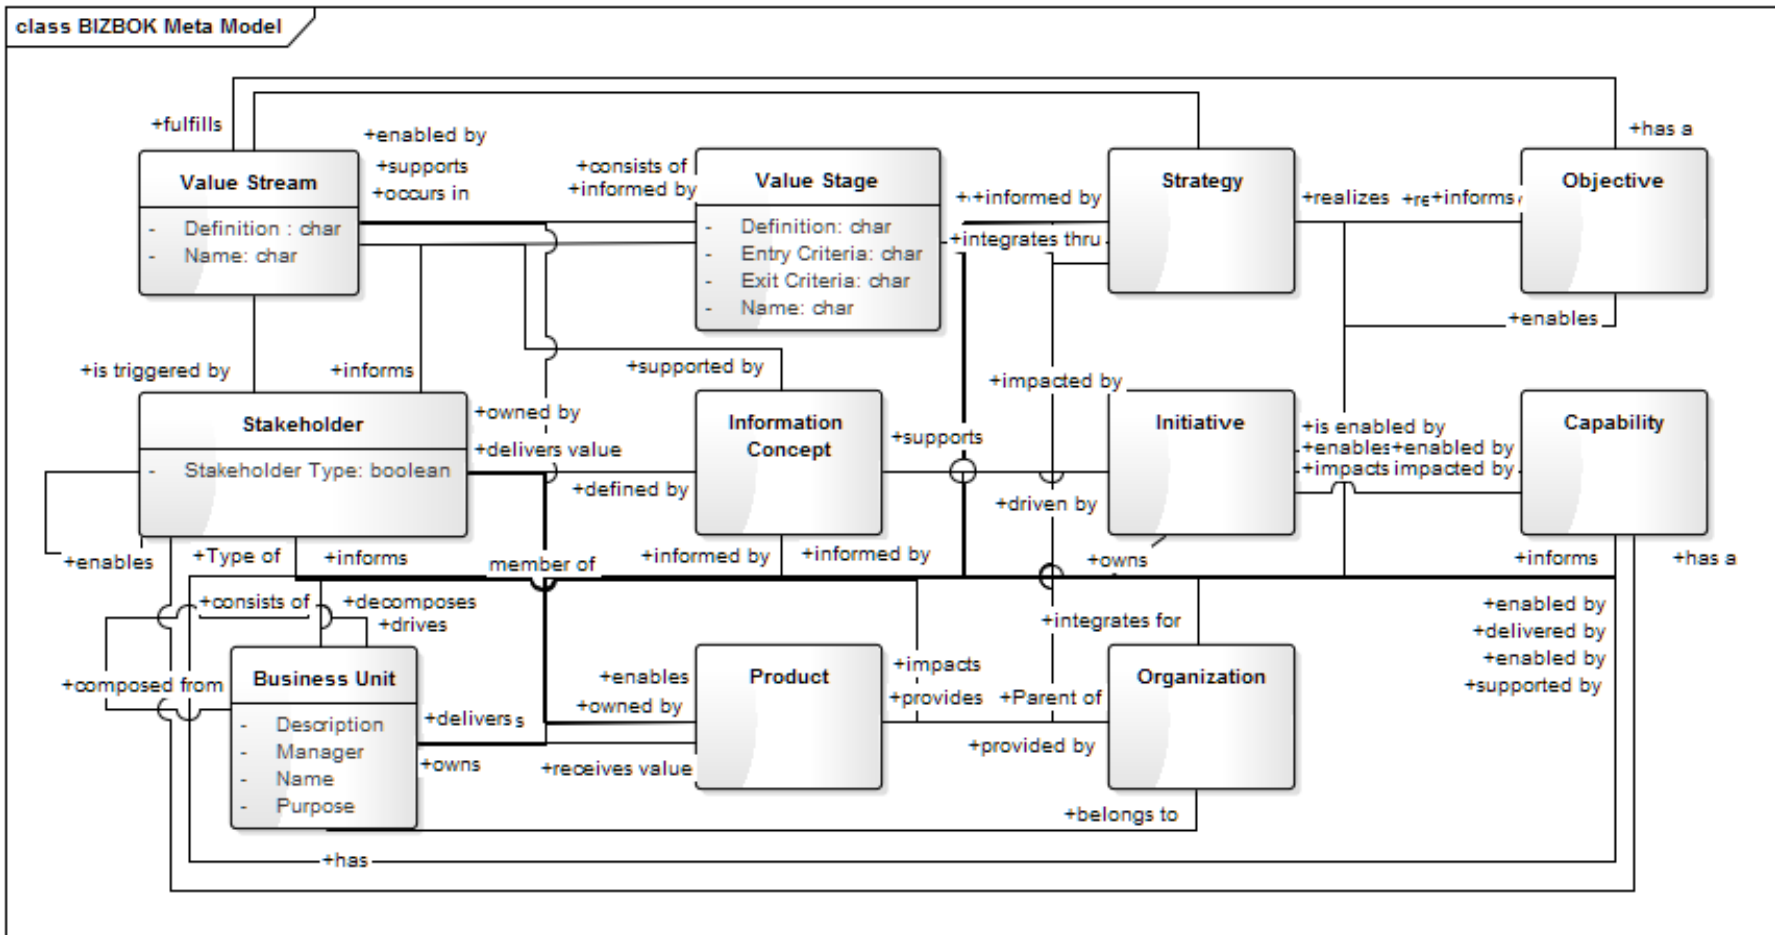 class BIZBOK Meta Model
+fulfills
+enabled by
+supports
+occurs in
+consists of
+informed by
+has a
Value Stream
- Definition : char
- Name: char
Value Stage
- Definition: char
- Entry Criteria: char
- Exit Criteria: char
- Name: char
+informed by
+integrates thru
Strategy
+realizes
+informs
Objective
+enables
+is triggered by
+informs
+supported by
+impacted by
Stakeholder
- Stakeholder Type: boolean
+owned by
+delivers value
+defined by
Information
Concept
+supports
+driven by
Initiative
+is enabled by
+enables
+enabled by
+impacts
impacted by
Capability
+enables
+Type of
+informs
member of
+informed by
+informed by
+owns
+informs
+has a
+consists of
+decomposes
+drives
+integrates for
+enabled by
+delivered by
+enabled by
+supported by
+composed from
Business Unit
- Description
- Manager
- Name
- Purpose
+delivers
+owns
+enables
+owned by
+receives value
Product
+impacts
+provides
+Parent of
+provided by
Organization
+belongs to
+has